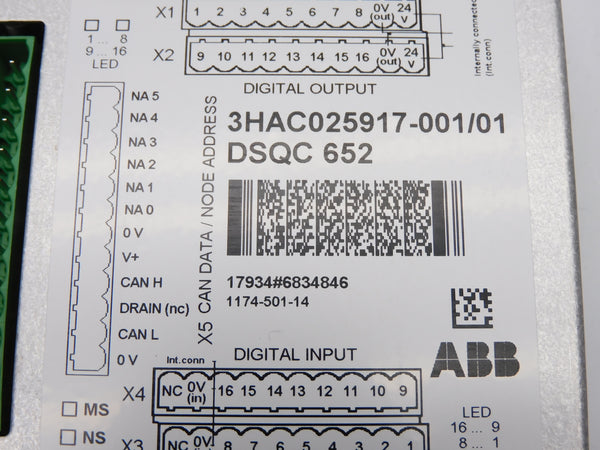 X1 1 2 3 4 5 6 7 8 0V (out) 24 v
1 ... 8
9 ... 16
LED
X2 9 10 11 12 13 14 15 16 0V (out) 24 v
Internally connected
(Int.conn)
DIGITAL OUTPUT
3HAC025917-001/01
DSQC 652
NA 5
NA 4
NA 3
NA 2
NA 1
NA 0
0 V
V+
CAN H
DRAIN (nc)
CAN L
0 V
X5 CAN DATA / NODE ADDRESS
17934#6834846
1174-501-14
ABB
Int.conn
DIGITAL INPUT
X4 NC 0V (in) 16 15 14 13 12 11 10 9
MS
NS
X3 NC 0V 8 7 6 5 4 3 2 1
LED
16 ... 9
8 ... 1